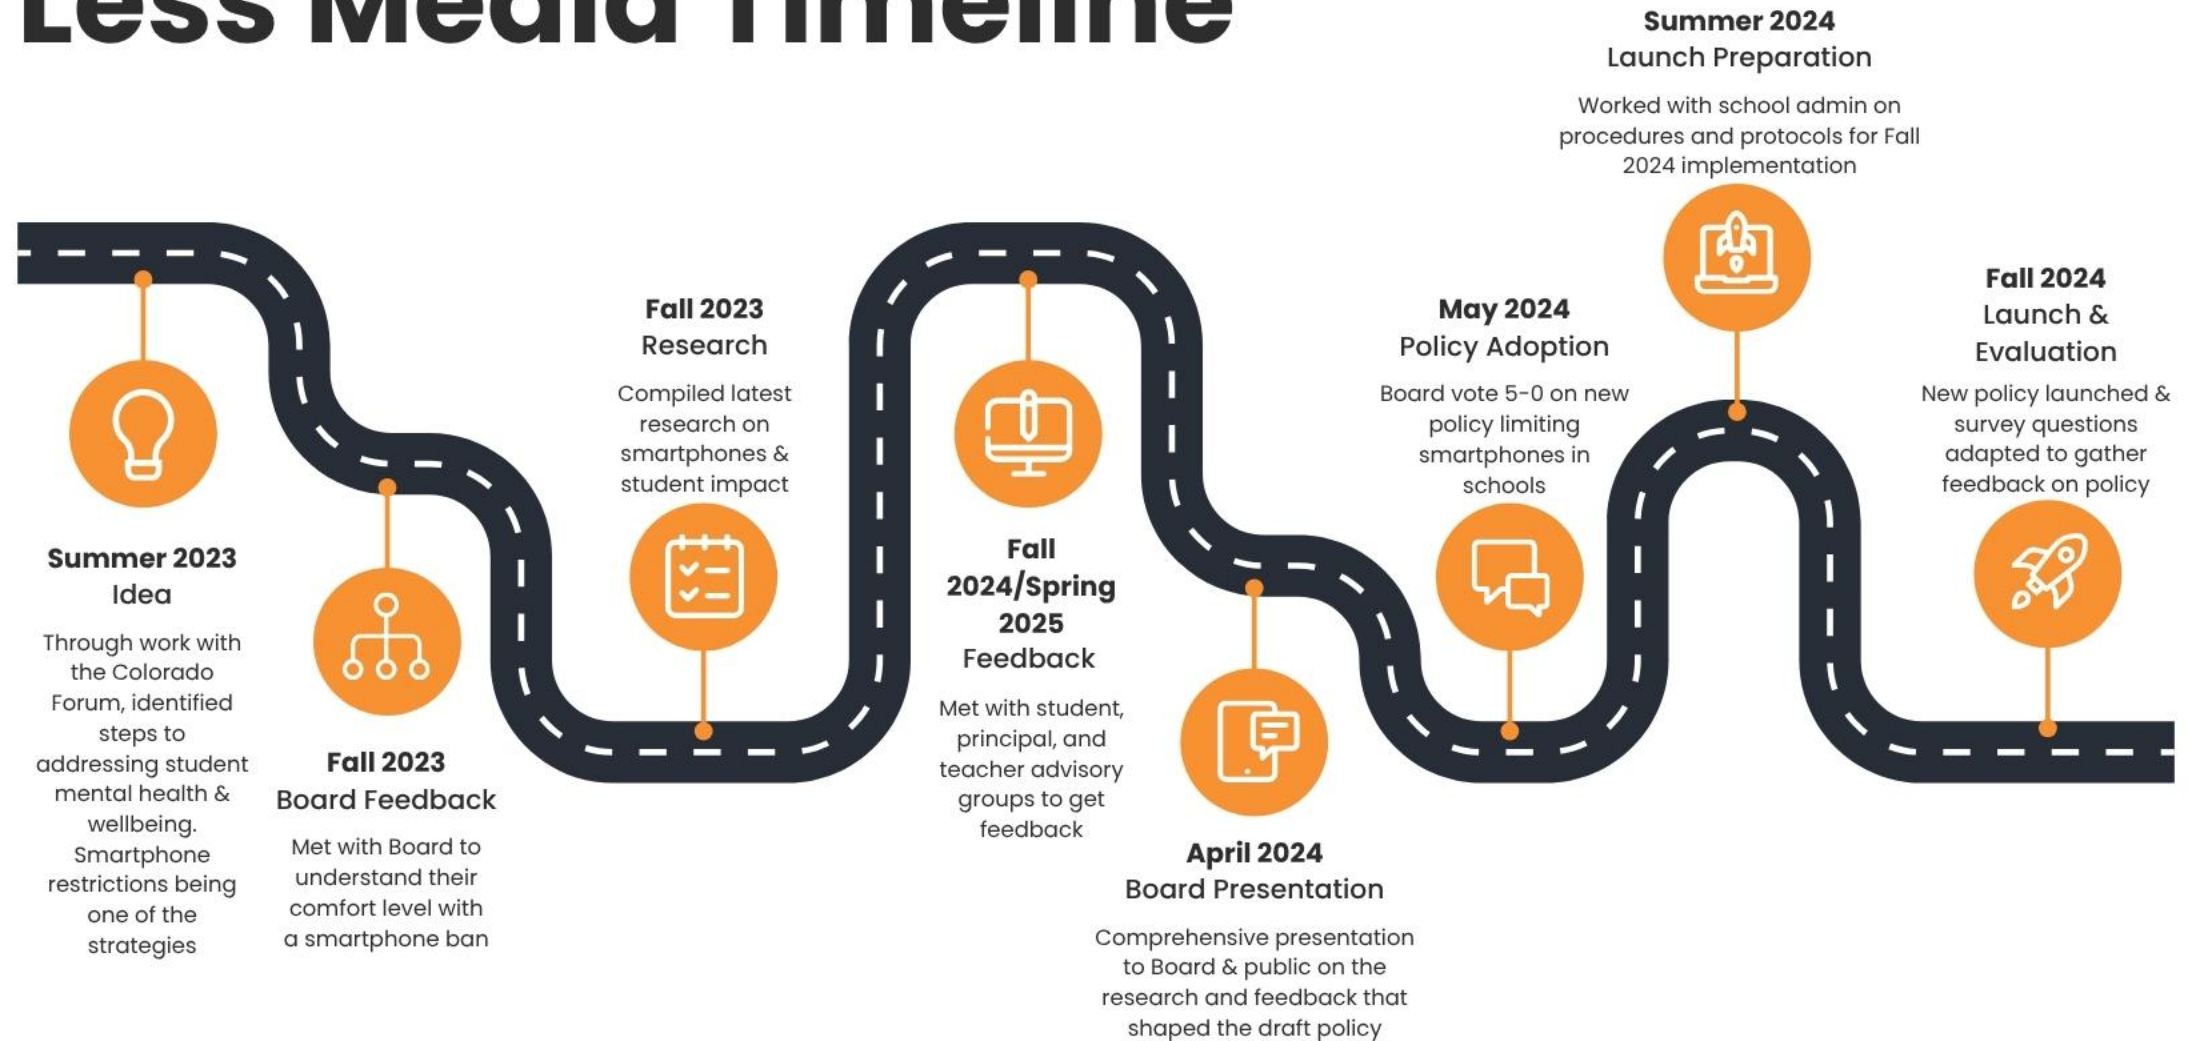 Less Media Timeline
Summer 2023
Idea
Through work with
the Colorado
Forum, identified
steps to
addressing student
mental health &
wellbeing.
Smartphone
restrictions being
one of the
strategies
Fall 2023
Board Feedback
Met with Board to
understand their
comfort level with
a smartphone ban
Fall 2023
Research
Compiled latest
research on
smartphones &
student impact
Fall
2024/Spring
2025
Feedback
Met with student,
principal, and
teacher advisory
groups to get
feedback
April 2024
Board Presentation
Comprehensive presentation
to Board & public on the
research and feedback that
shaped the draft policy
May 2024
Policy Adoption
Board vote 5-0 on new
policy limiting
smartphones in
schools
Summer 2024
Launch Preparation
Worked with school admin on
procedures and protocols for Fall
2024 implementation
Fall 2024
Launch &
Evaluation
New policy launched &
survey questions
adapted to gather
feedback on policy